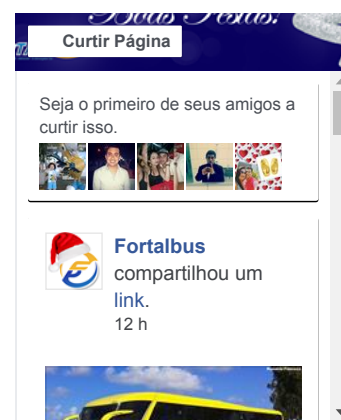 Boas Festas!
Curtir Página
Seja o primeiro de seus amigos a
curtir isso.
Fortalbus
compartilhou um
link.
12 h